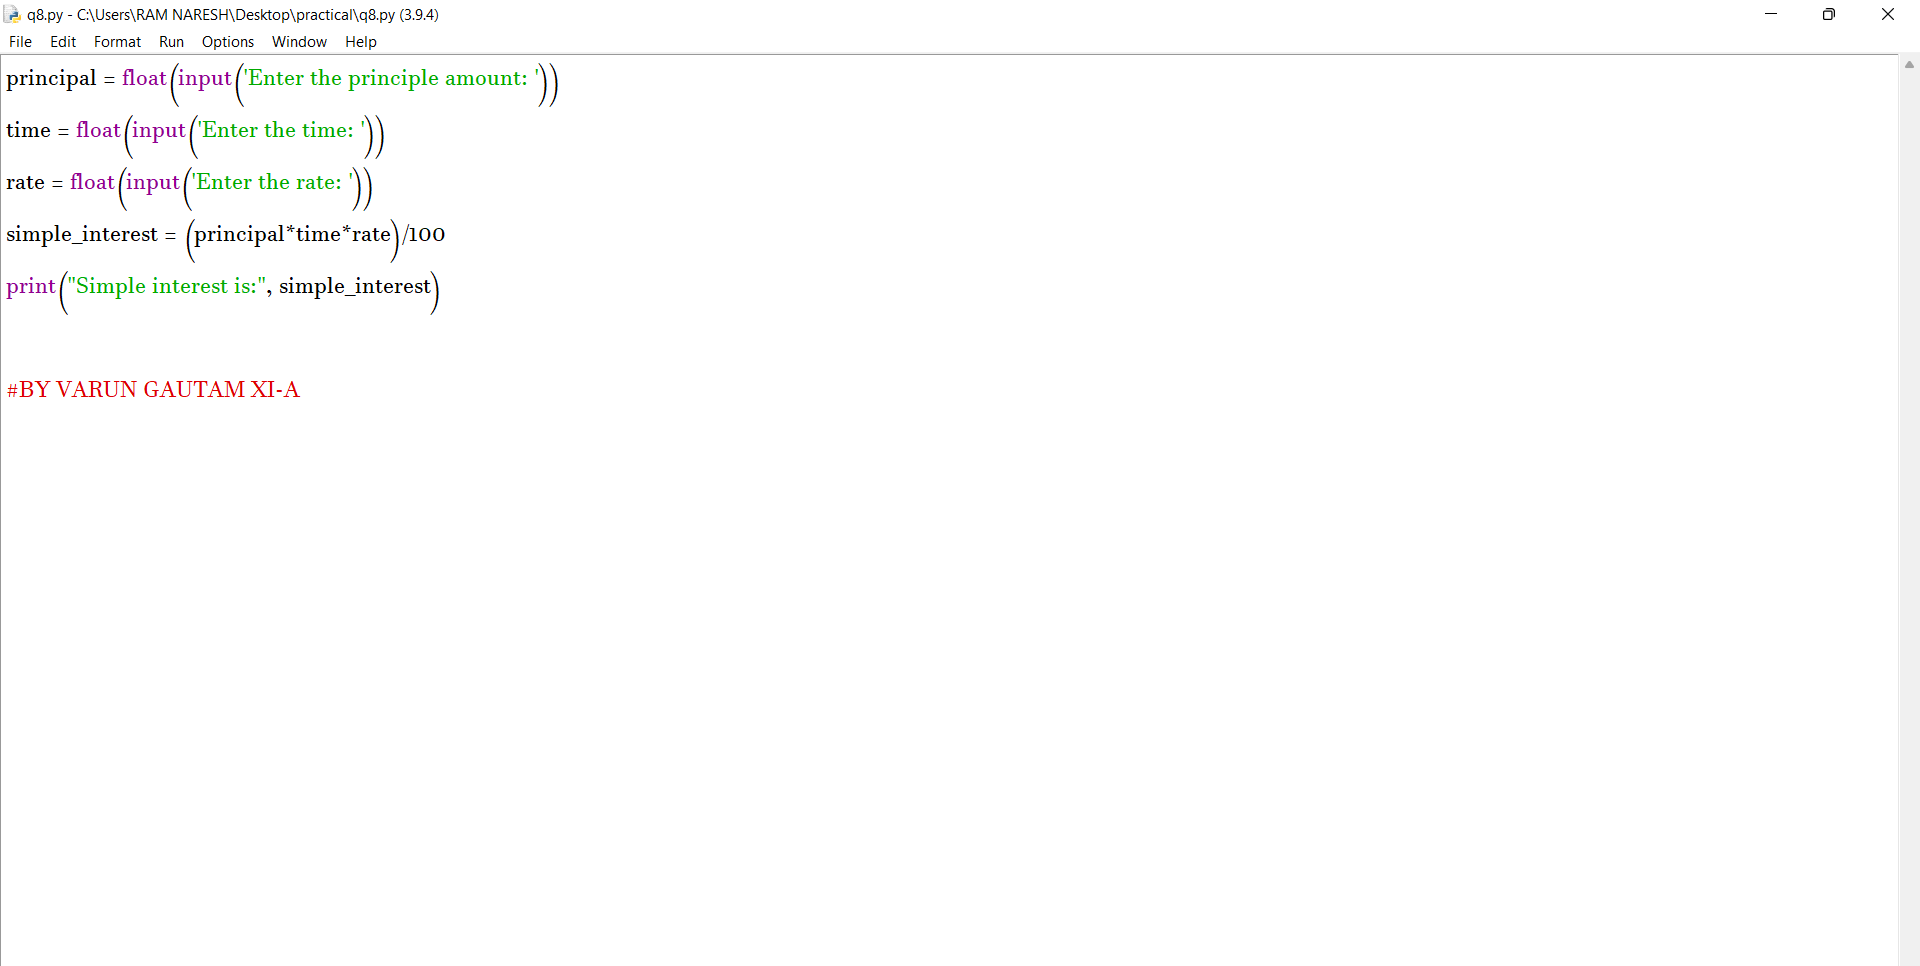 q8.py - C:\Users\RAM NARESH\Desktop\practical\q8.py (3.9.4)
File Edit Format Run Options Window Help
principal = float(input('Enter the principle amount: '))
time = float(input('Enter the time: '))
rate = float(input('Enter the rate: '))
simple_interest = (principal*time*rate)/100
print("Simple interest is:", simple_interest)
#BY VARUN GAUTAM XI-A